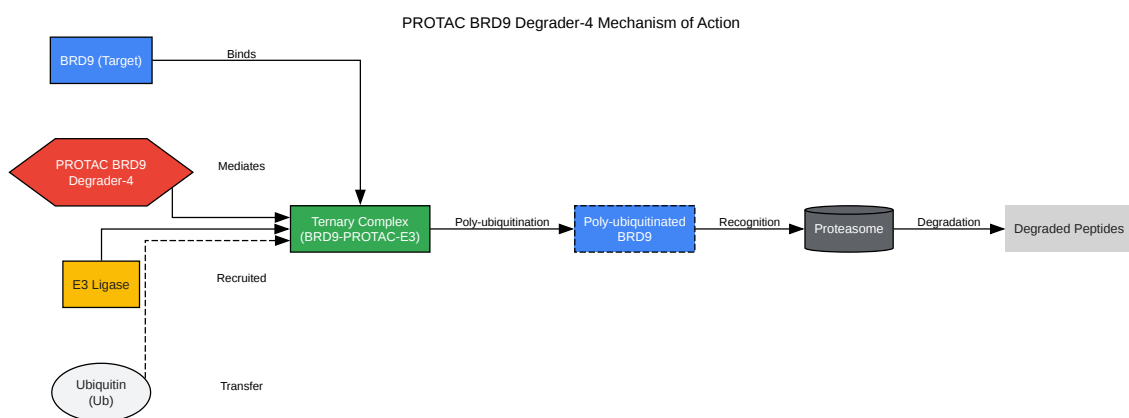 PROTAC BRD9 Degrader-4 Mechanism of Action
BRD9 (Target)
Binds
PROTAC BRD9
Degrader-4
Mediates
Ternary Complex
(BRD9-PROTAC-E3)
Poly-ubiquitination
Poly-ubiquitinated
BRD9
Recognition
Proteasome
Degradation
Degraded Peptides
E3 Ligase
Recruited
Ubiquitin
(Ub)
Transfer